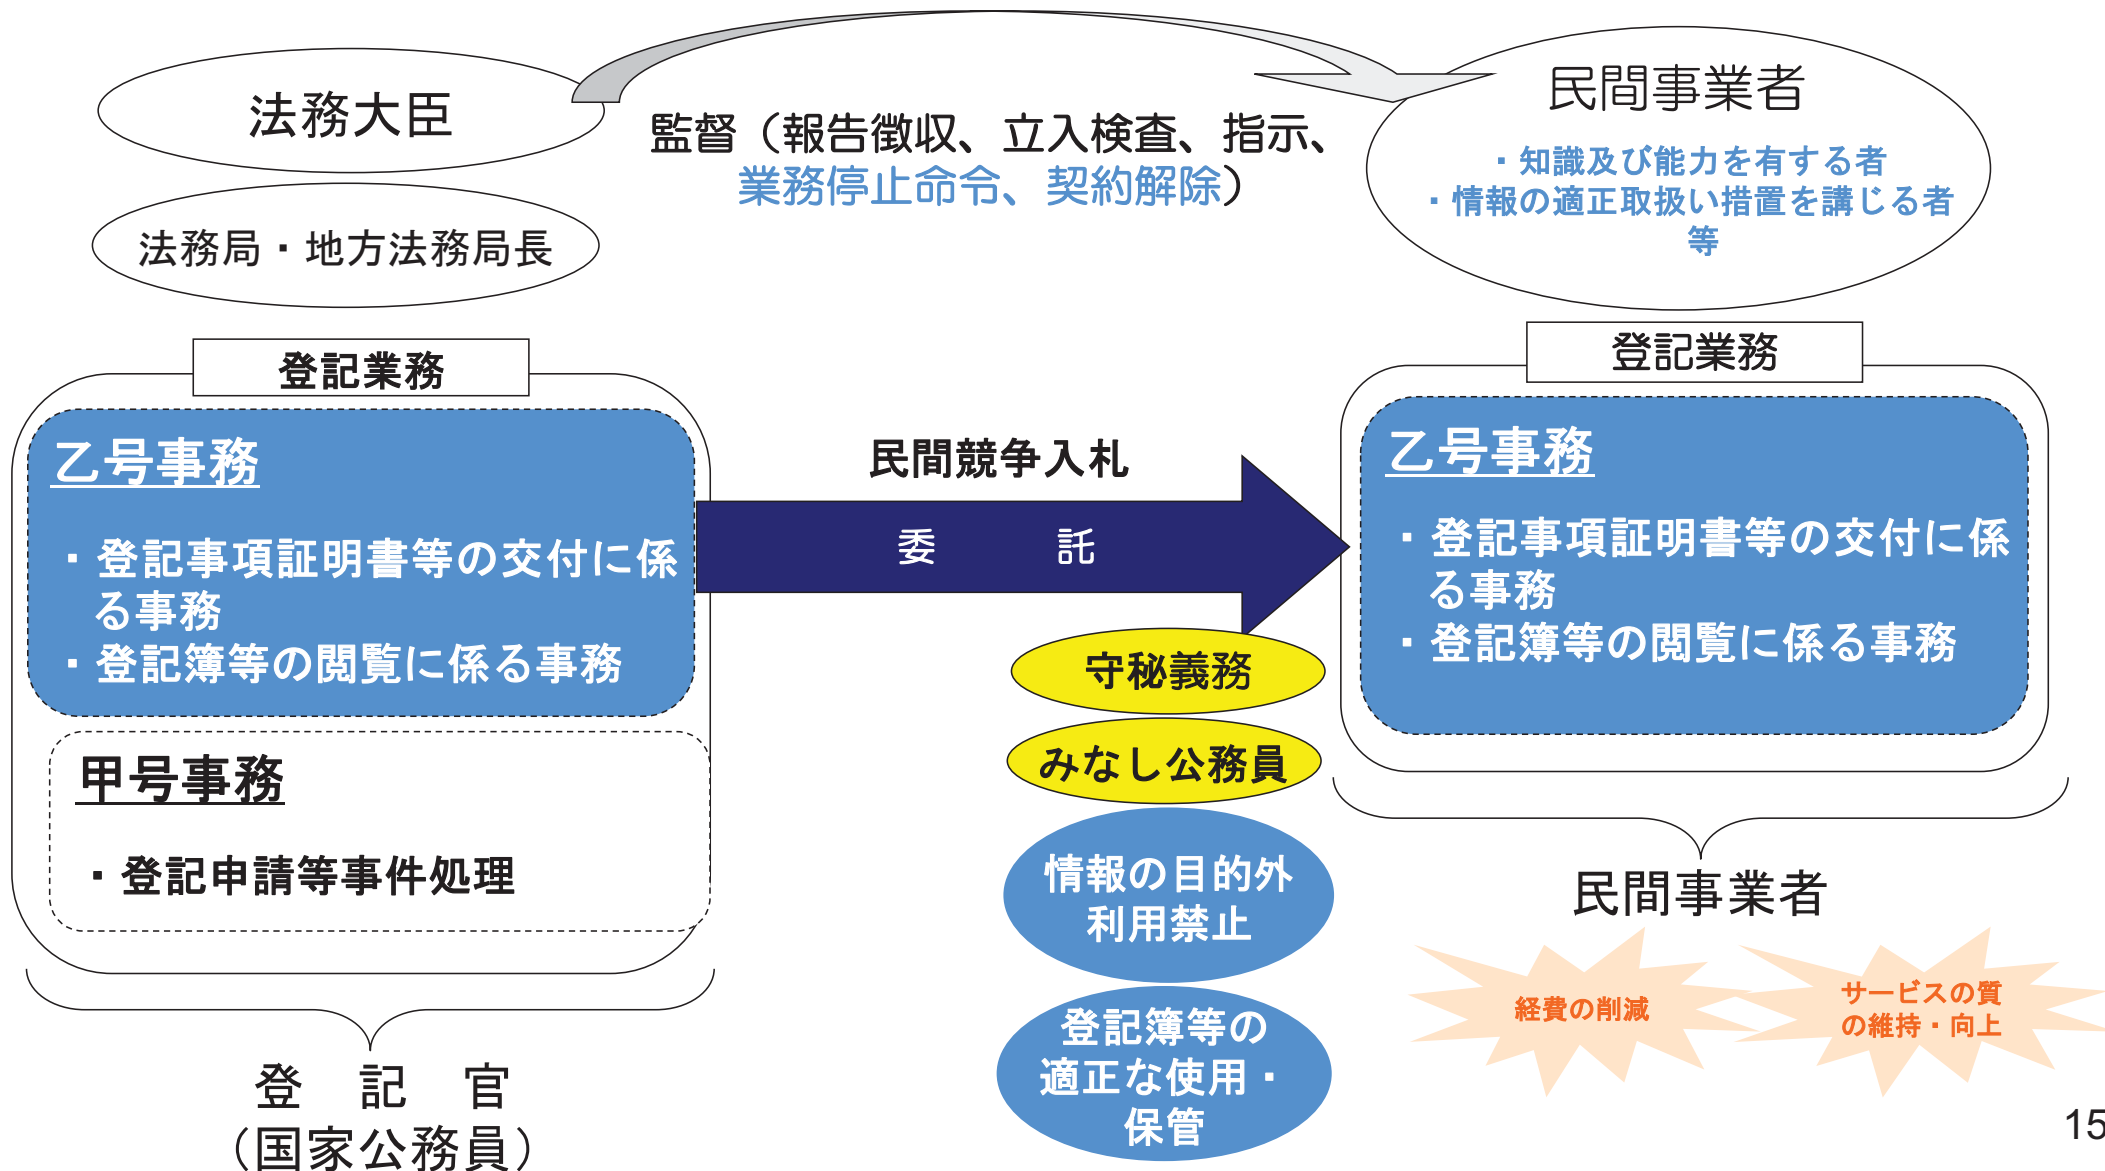 法務大臣
法務局・地方法務局長
監督（報告徴収、立入検査、指示、
業務停止命令、契約解除）
民間事業者
・知識及び能力を有する者
・情報の適正取扱い措置を講じる者
等
登記業務
乙号事務
・登記事項証明書等の交付に係
る事務
・登記簿等の閲覧に係る事務
甲号事務
・登記申請等事件処理
登　記　官
（国家公務員）
民間競争入札
委　　託
守秘義務
みなし公務員
情報の目的外
利用禁止
登記簿等の
適正な使用・
保管
登記業務
乙号事務
・登記事項証明書等の交付に係
る事務
・登記簿等の閲覧に係る事務
民間事業者
経費の削減
サービスの質
の維持・向上
15